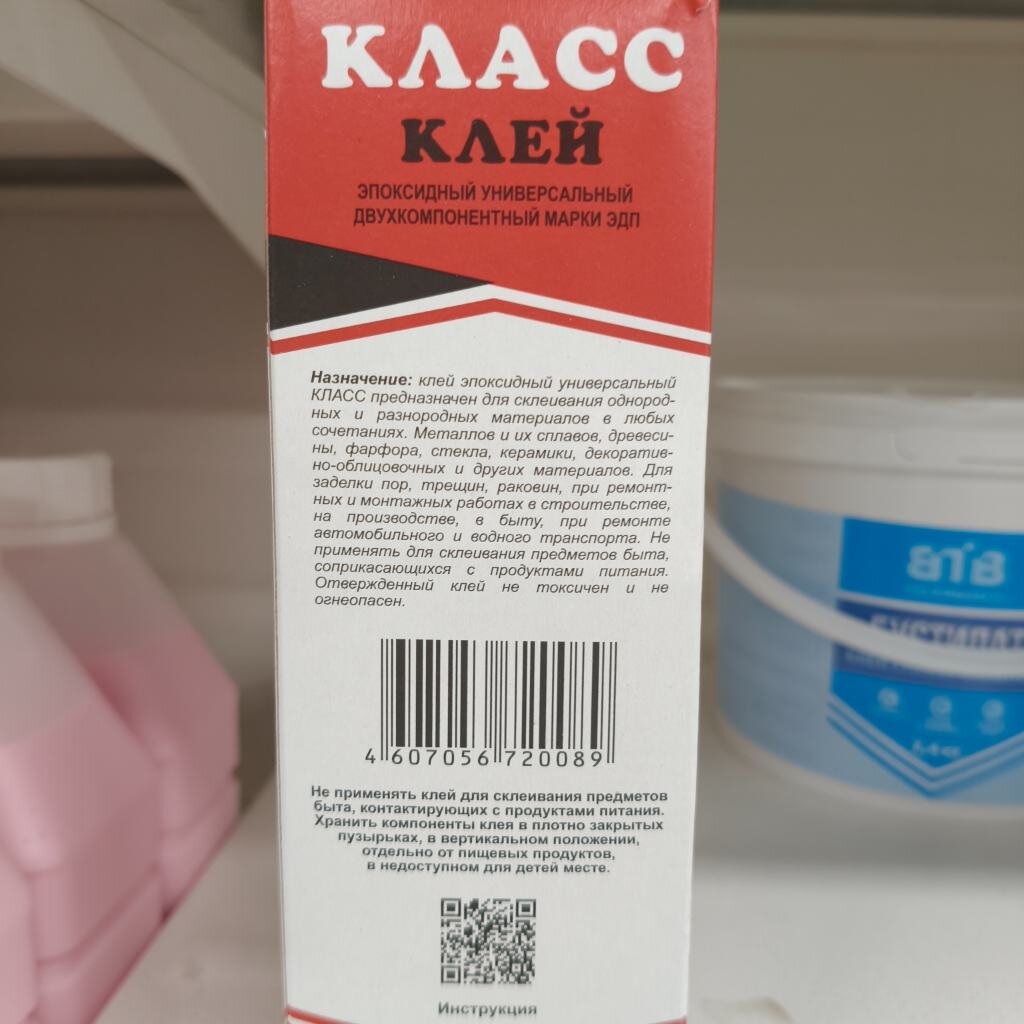 КЛАСС
КЛЕЙ
ЭПОКСИДНЫЙ УНИВЕРСАЛЬНЫЙ
ДВУХКОМПОНЕНТНЫЙ МАРКИ ЭДП
Назначение: клей эпоксидный универсальный
КЛАСС предназначен для склеивания однород-
ных и разнородных материалов в любых
сочетаниях. Металлов и их сплавов, древеси-
ны, фарфора, стекла, керамики, декоратив-
но-облицовочных и других материалов. Для
заделки пор, трещин, раковин, при ремонт-
ных и монтажных работах в строительстве,
на производстве, в быту, при ремонте
автомобильного и водного транспорта. Не
применять для склеивания предметов быта,
соприкасающихся с продуктами питания.
Отвержденный клей не токсичен и не
огнеопасен.
4 607056 720089
Не применять клей для склеивания предметов
быта, контактирующих с продуктами питания.
Хранить компоненты клея в плотно закрытых
пузырьках, в вертикальном положении,
отдельно от пищевых продуктов,
в недоступном для детей месте.
Инструкция